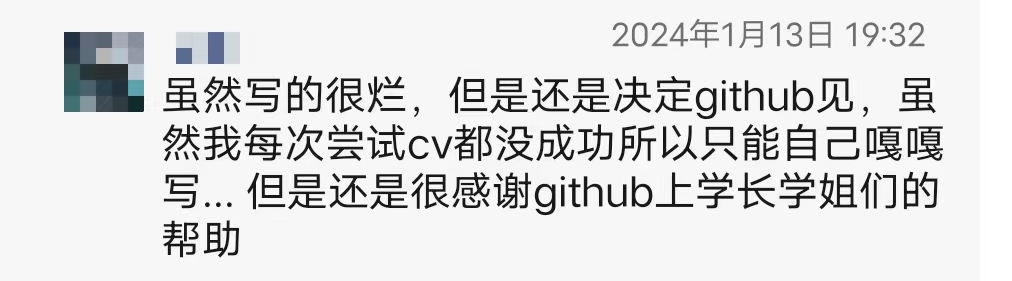 2024年1月13日 19:32
虽然写的很烂，但是还是决定github见，虽
然我每次尝试cv都没成功所以只能自己嘎嘎
写... 但是还是很感谢github上学长学姐们的
帮助